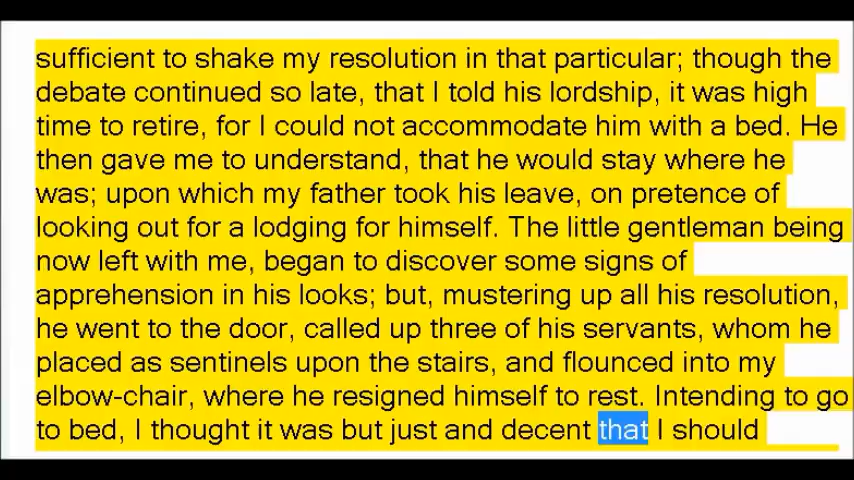 sufficient to shake my resolution in that particular; though the
debate continued so late, that I told his lordship, it was high
time to retire, for I could not accommodate him with a bed. He
then gave me to understand, that he would stay where he
was; upon which my father took his leave, on pretence of
looking out for a lodging for himself. The little gentleman being
now left with me, began to discover some signs of
apprehension in his looks; but, mustering up all his resolution,
he went to the door, called up three of his servants, whom he
placed as sentinels upon the stairs, and flounced into my
elbow-chair, where he resigned himself to rest. Intending to go
to bed, I thought it was but just and decent that I should